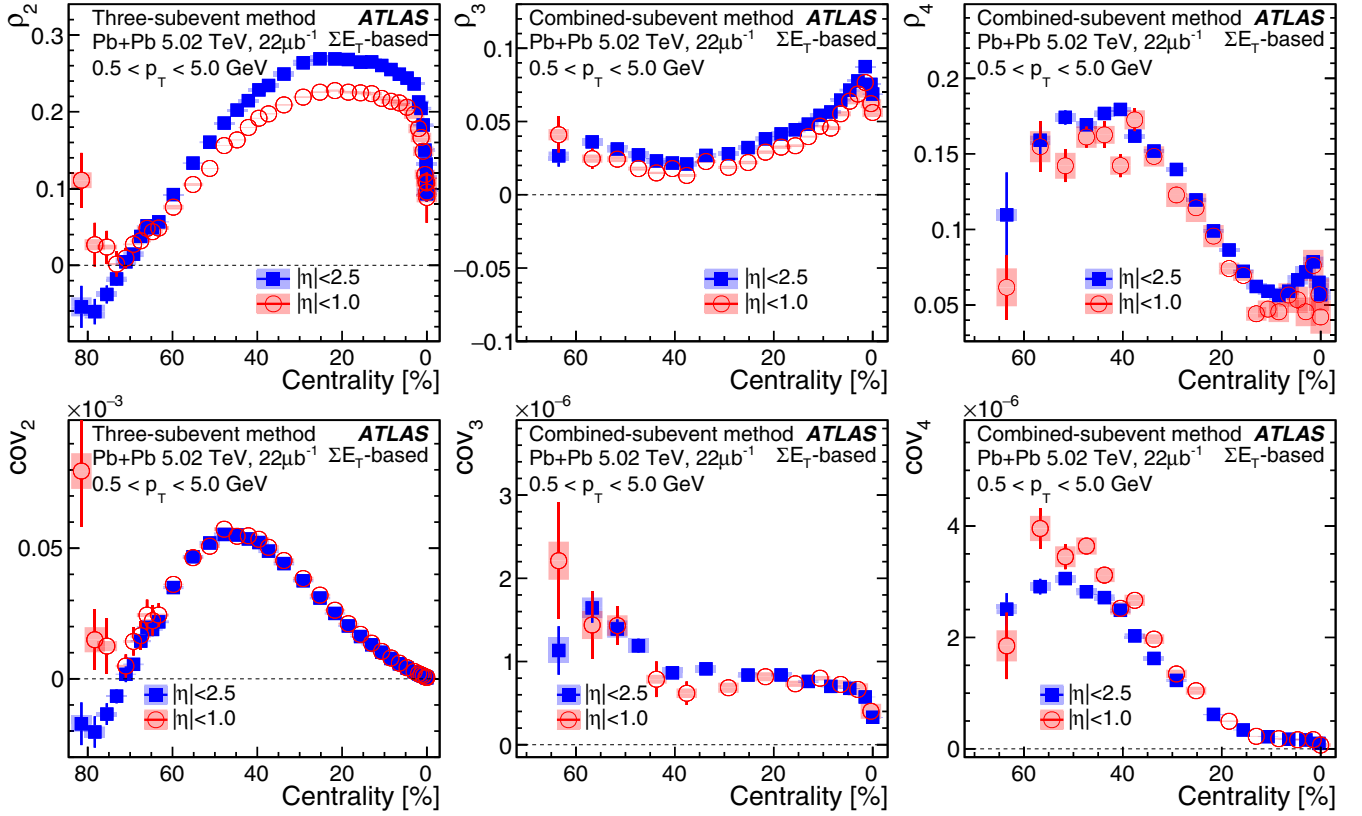 ρ2
Three-subevent method ATLAS
Pb+Pb 5.02 TeV, 22μb-1 ΣET-based
0.5 < pT < 5.0 GeV
0.3
0.2
0.1
0
|η|<2.5
|η|<1.0
80 60 40 20 0
Centrality [%]
ρ3
Combined-subevent method ATLAS
Pb+Pb 5.02 TeV, 22μb-1 ΣET-based
0.5 < pT < 5.0 GeV
0.1
0.05
0
−0.05
−0.1
|η|<2.5
|η|<1.0
60 40 20 0
Centrality [%]
ρ4
Combined-subevent method ATLAS
Pb+Pb 5.02 TeV, 22μb-1 ΣET-based
0.5 < pT < 5.0 GeV
0.2
0.15
0.1
0.05
|η|<2.5
|η|<1.0
60 40 20 0
Centrality [%]
×10−3
cov2
Three-subevent method ATLAS
Pb+Pb 5.02 TeV, 22μb-1 ΣET-based
0.5 < pT < 5.0 GeV
0.05
0
|η|<2.5
|η|<1.0
80 60 40 20 0
Centrality [%]
×10−6
cov3
Combined-subevent method ATLAS
Pb+Pb 5.02 TeV, 22μb-1 ΣET-based
0.5 < pT < 5.0 GeV
3
2
1
0
|η|<2.5
|η|<1.0
60 40 20 0
Centrality [%]
×10−6
cov4
Combined-subevent method ATLAS
Pb+Pb 5.02 TeV, 22μb-1 ΣET-based
0.5 < pT < 5.0 GeV
6
4
2
0
|η|<2.5
|η|<1.0
60 40 20 0
Centrality [%]